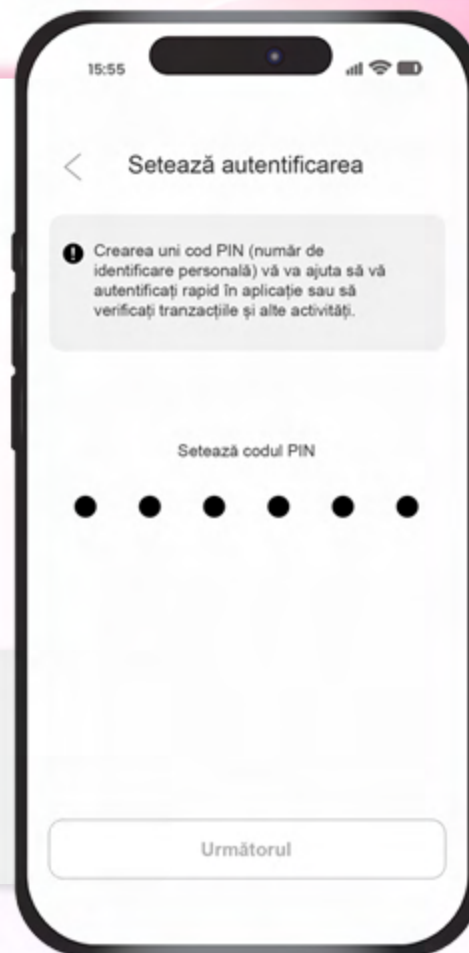 15:55
Setează autentificarea
Crearea uni cod PIN (număr de
identificare personală) vă va ajuta să vă
autentificați rapid în aplicație sau să
verificați tranzacțiile și alte activități.
Setează codul PIN
Următorul